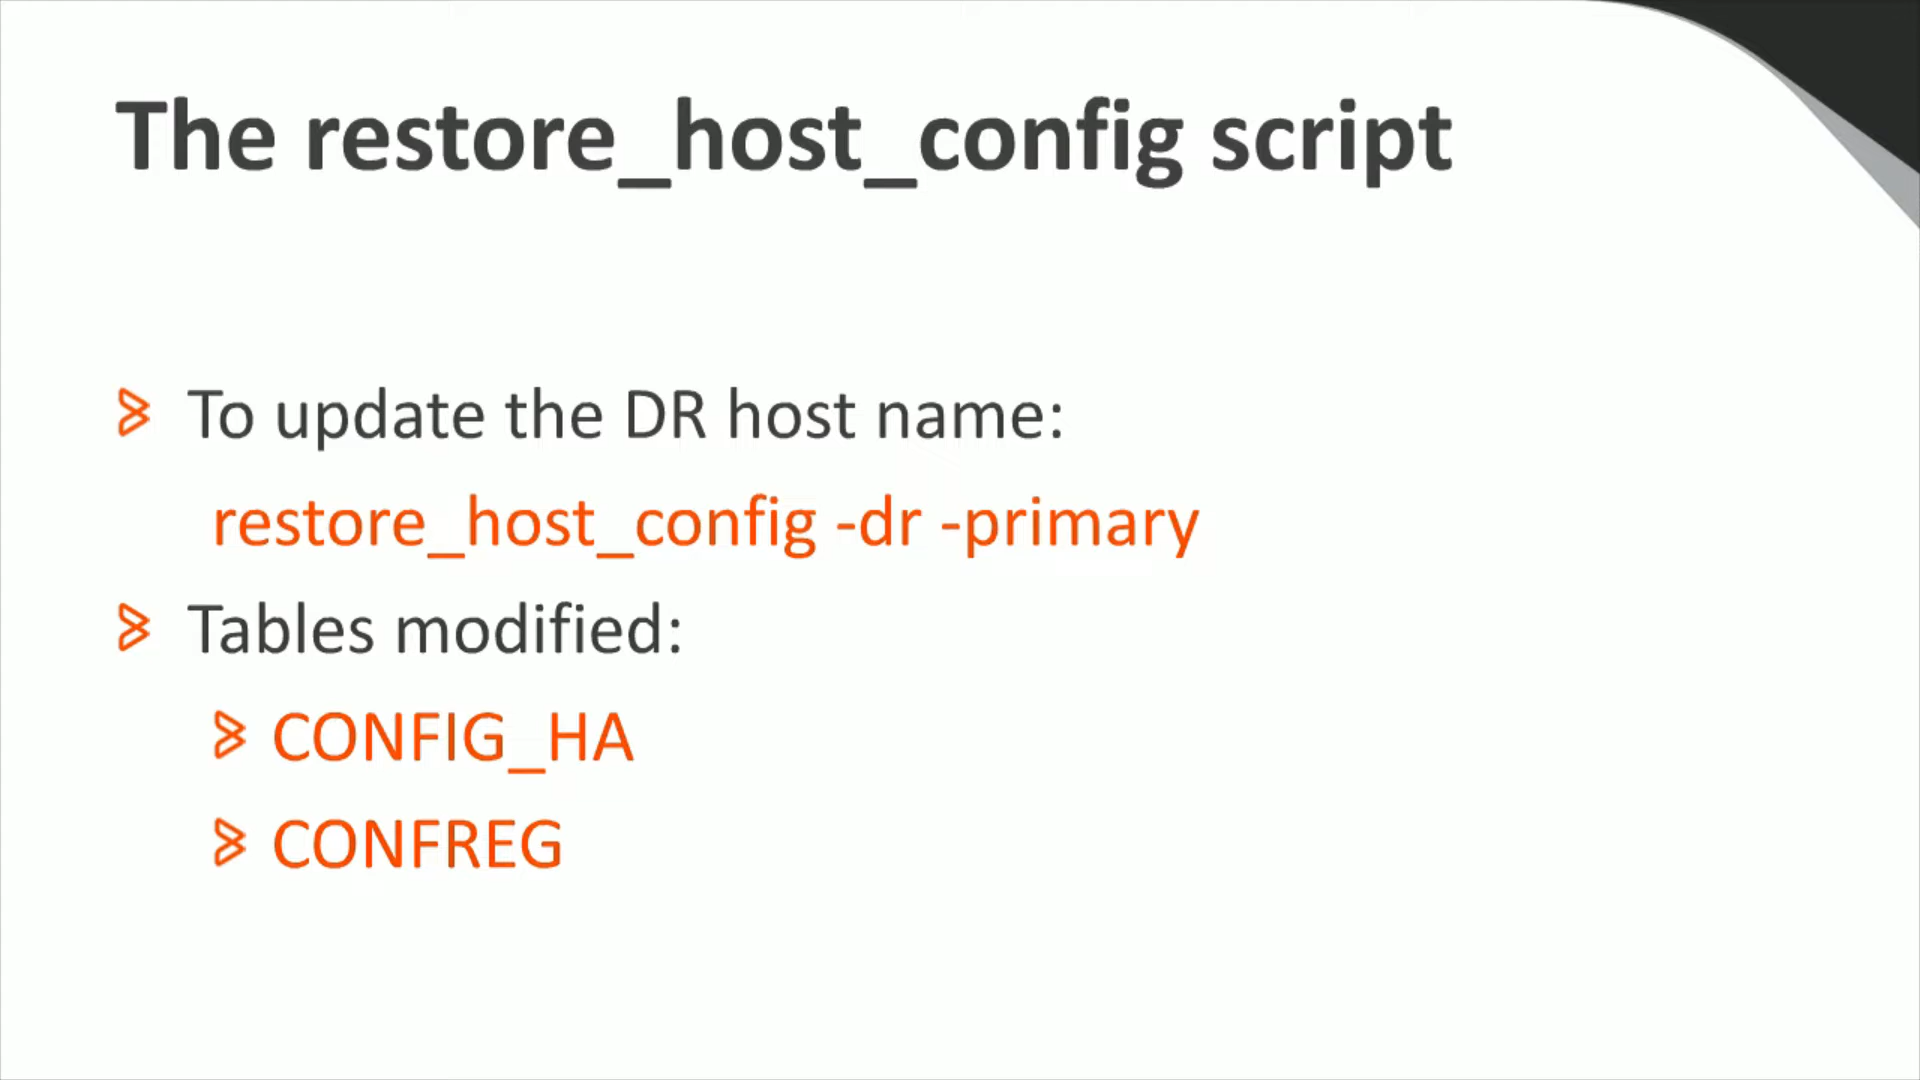 The restore_host_config script
To update the DR host name:
restore_host_config -dr -primary
Tables modified:
CONFIG_HA
CONFREG